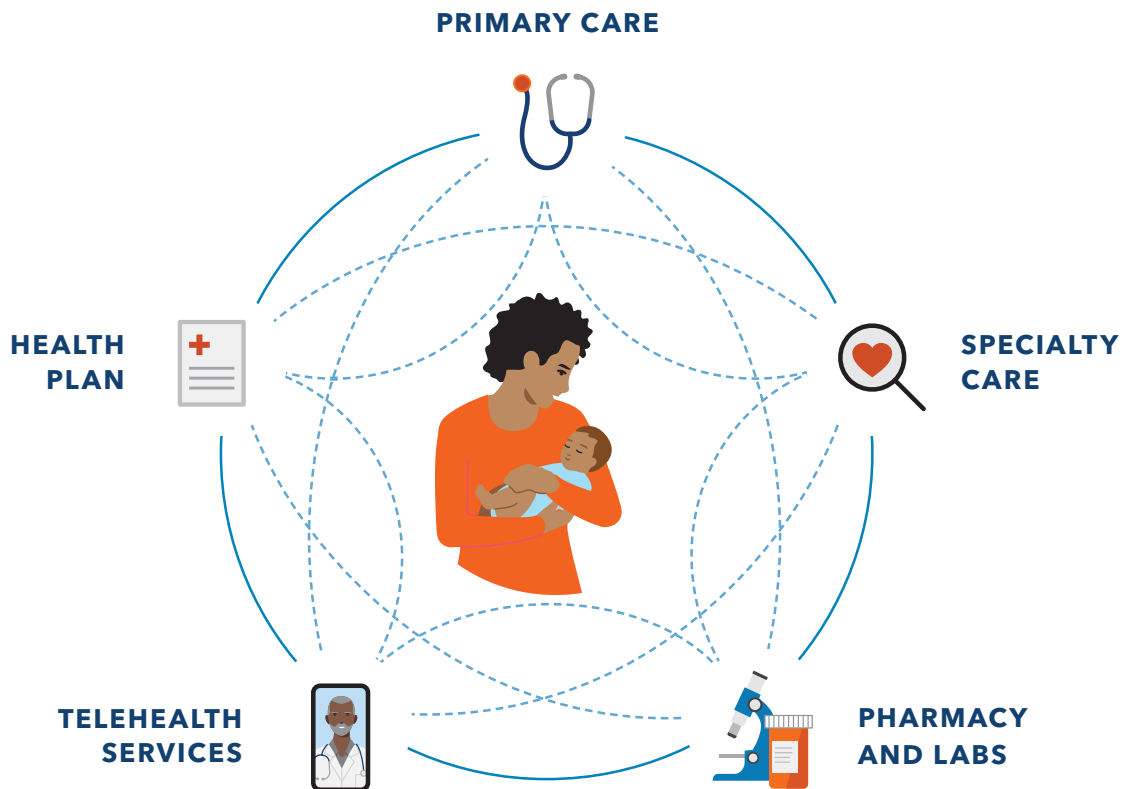 PRIMARY CARE
HEALTH
PLAN
SPECIALTY
CARE
TELEHEALTH
SERVICES
PHARMACY
AND LABS